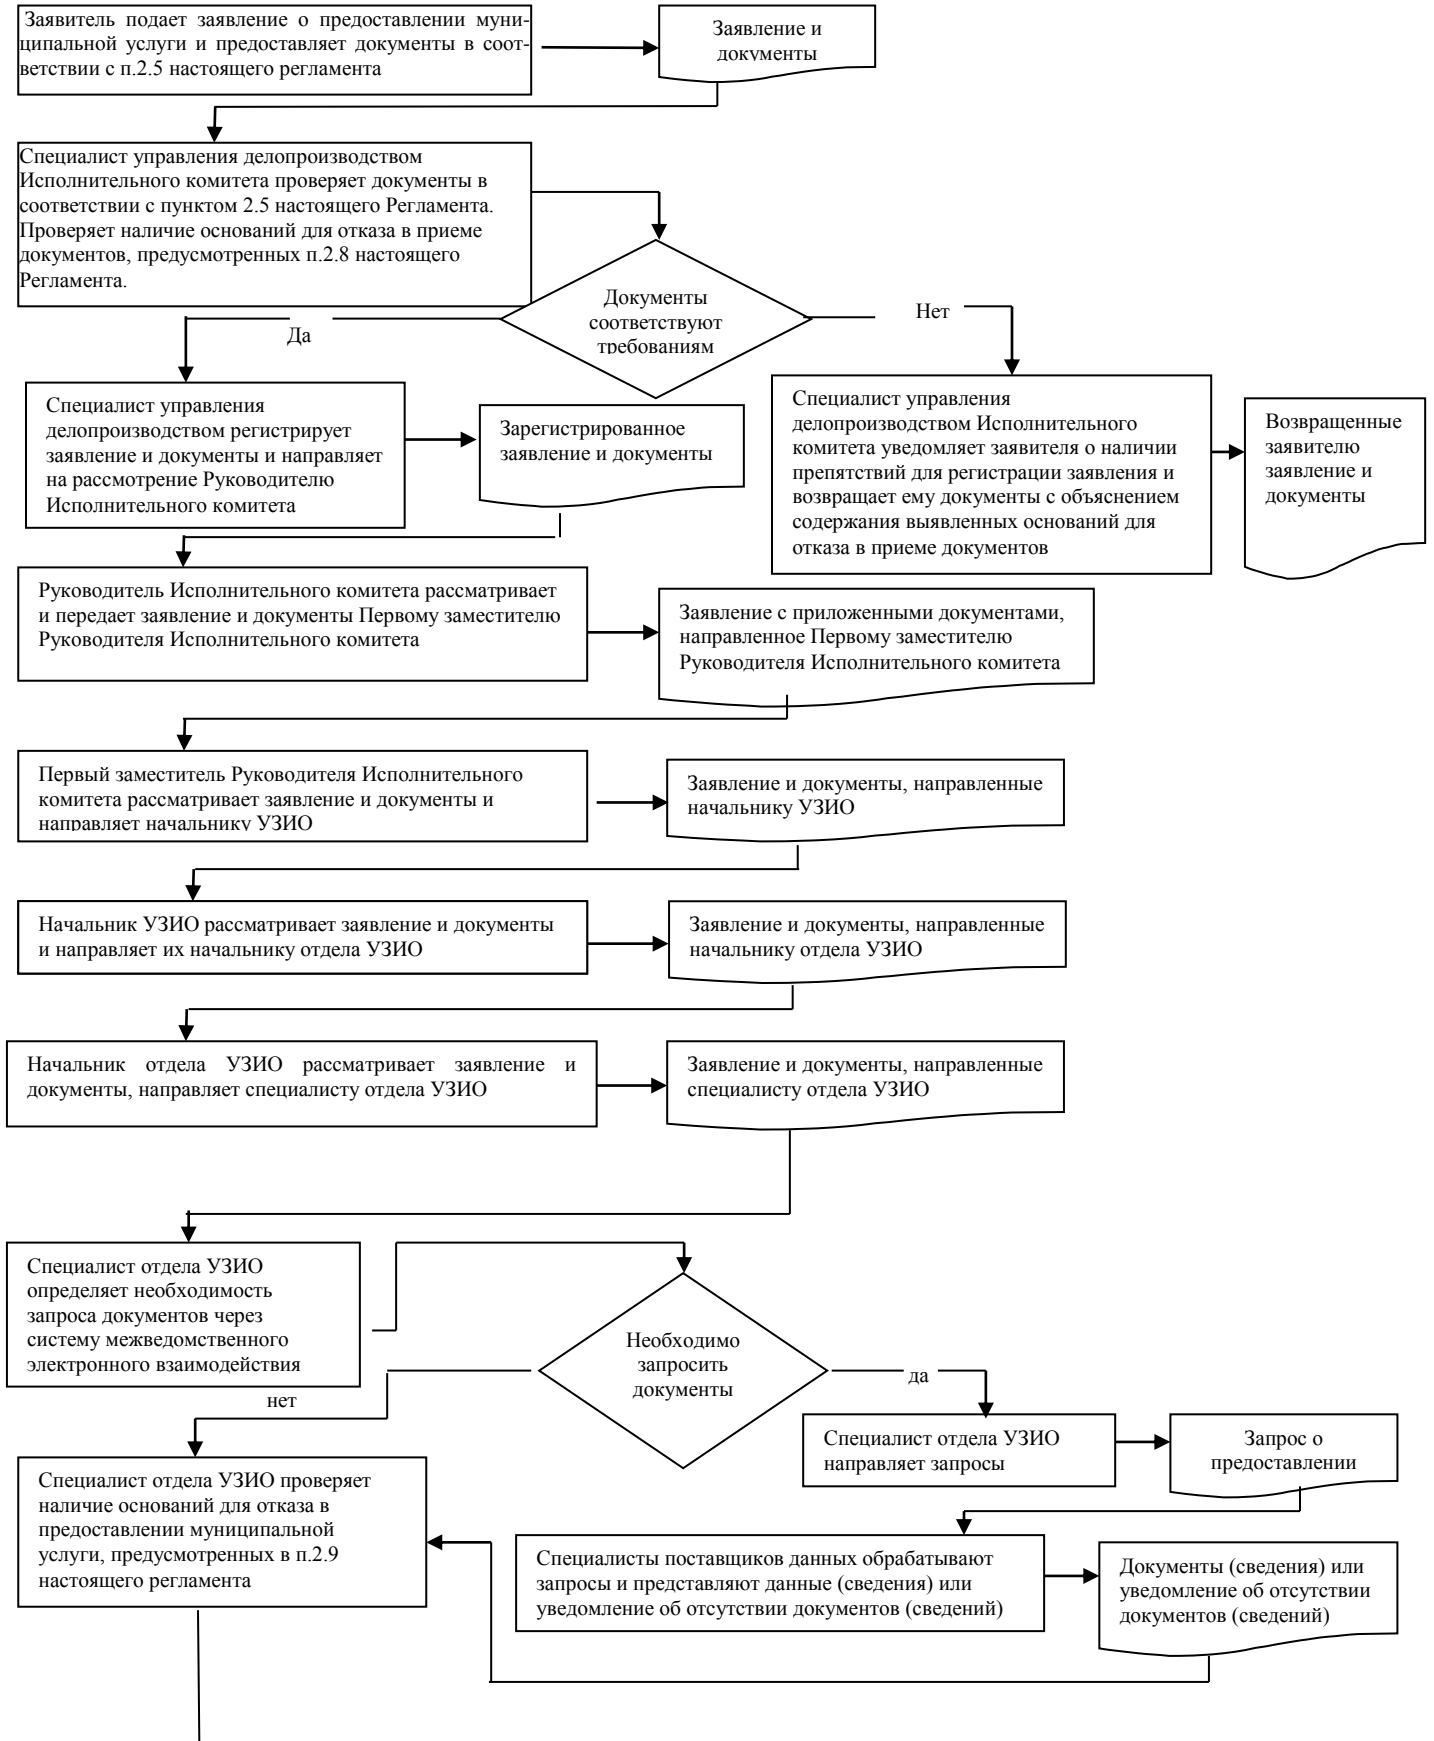 Заявитель подает заявление о предоставлении муни-
ципальной услуги и предоставляет документы в соот-
ветствии с п.2.5 настоящего регламента
Заявление и
документы
Специалист управления делопроизводством
Исполнительного комитета проверяет документы в
соответствии с пунктом 2.5 настоящего Регламента.
Проверяет наличие оснований для отказа в приеме
документов, предусмотренных п.2.8 настоящего
Регламента.
Документы
соответствуют
требованиям
Да
Нет
Специалист управления
делопроизводством регистрирует
заявление и документы и направляет
на рассмотрение Руководителю
Исполнительного комитета
Зарегистрированное
заявление и документы
Специалист управления
делопроизводством Исполнительного
комитета уведомляет заявителя о наличии
препятствий для регистрации заявления и
возвращает ему документы с объяснением
содержания выявленных оснований для
отказа в приеме документов
Возвращенные
заявителю
заявление и
документы
Руководитель Исполнительного комитета рассматривает
и передает заявление и документы Первому заместителю
Руководителя Исполнительного комитета
Заявление с приложенными документами,
направленное Первому заместителю
Руководителя Исполнительного комитета
Первый заместитель Руководителя Исполнительного
комитета рассматривает заявление и документы и
направляет начальнику УЗИО
Заявление и документы, направленные
начальнику УЗИО
Начальник УЗИО рассматривает заявление и документы
и направляет их начальнику отдела УЗИО
Заявление и документы, направленные
начальнику отдела УЗИО
Начальник отдела УЗИО рассматривает заявление и
документы, направляет специалисту отдела УЗИО
Заявление и документы, направленные
специалисту отдела УЗИО
Специалист отдела УЗИО
определяет необходимость
запроса документов через
систему межведомственного
электронного взаимодействия
Необходимо
запросить
документы
нет
да
Специалист отдела УЗИО
направляет запросы
Запрос о
предоставлении
Специалист отдела УЗИО проверяет
наличие оснований для отказа в
предоставлении муниципальной
услуги, предусмотренных в п.2.9
настоящего регламента
Специалисты поставщиков данных обрабатывают
запросы и представляют данные (сведения) или
уведомление об отсутствии документов (сведений)
Документы (сведения) или
уведомление об отсутствии
документов (сведений)